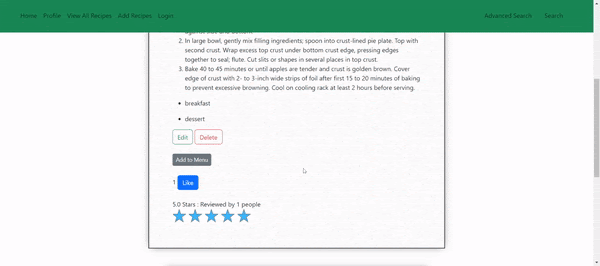 Home Profile View All Recipes Add Recipes Login Advanced Search Search
2. In large bowl, gently mix filling ingredients; spoon into crust-lined pie plate. Top with
second crust. Wrap excess top crust under bottom crust edge, pressing edges
together to seal; flute. Cut slits or shapes in several places in top crust.
3. Bake 40 to 45 minutes or until apples are tender and crust is golden brown. Cover
edge of crust with 2- to 3-inch wide strips of foil after first 15 to 20 minutes of baking
to prevent excessive browning. Cool on cooling rack at least 2 hours before serving.
• breakfast
• dessert
Edit Delete
Add to Menu
1 Like
5.0 Stars : Reviewed by 1 people